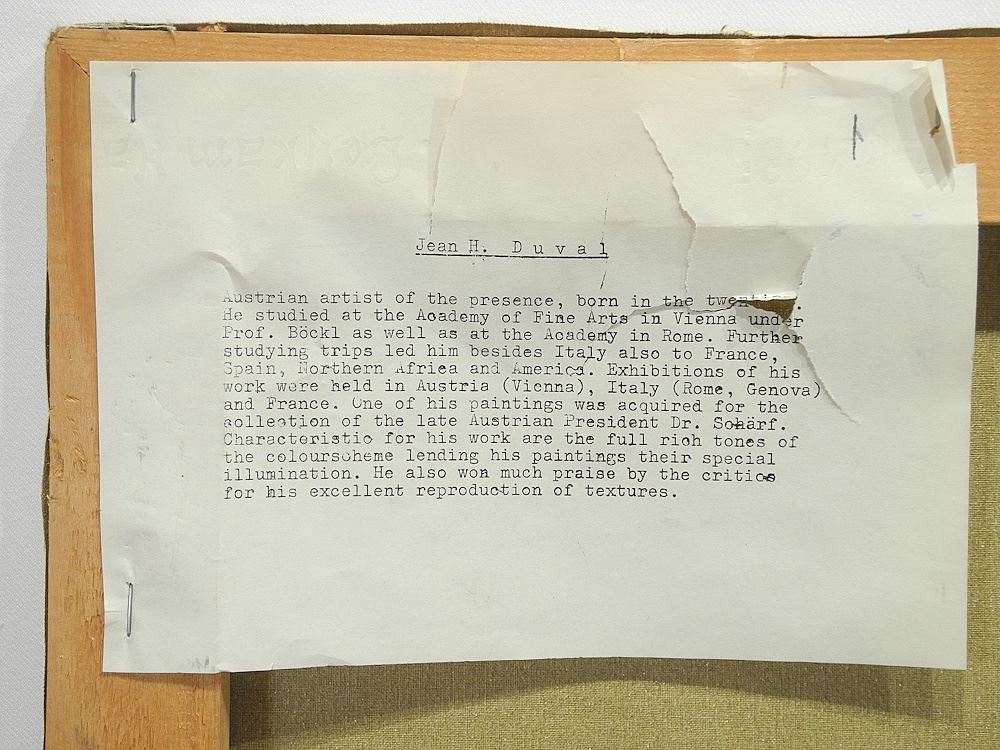 Jean H. Duval
Austrian artist of the presence, born in the
He studied at the Academy of Fine Arts in Vienna under
Prof. Böckl as well as at the Academy in Rome. Further
studying trips led him besides Italy also to France,
Spain, Northern Africa and America. Exhibitions of his
work were held in Austria (Vienna), Italy (Rome, Genova)
and France. One of his paintings was acquired for the
collection of the late Austrian President Dr. Schärf.
Characteristic for his work are the full rich tones of
the colourscheme lending his paintings their special
illumination. He also won much praise by the critics
for his excellent reproduction of textures.